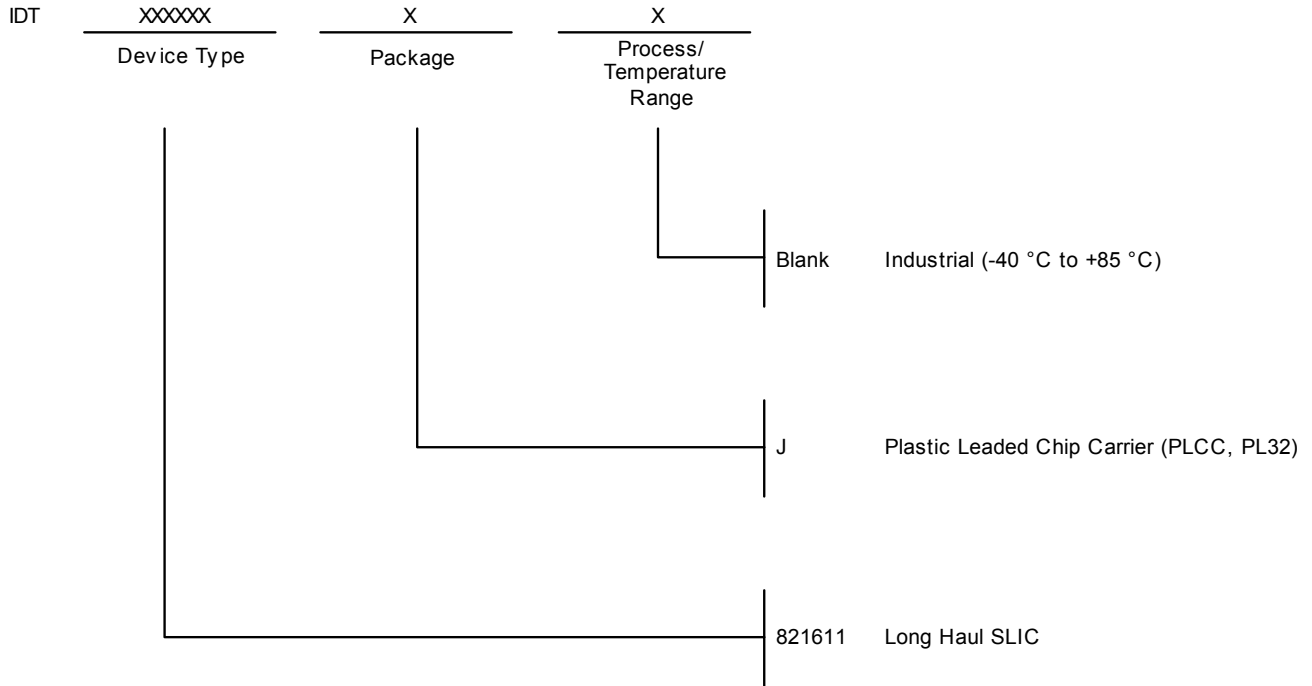 IDT XXXXXX X X
Device Type Package Process/
Temperature
Range
Blank Industrial (-40 °C to +85 °C)
J Plastic Leaded Chip Carrier (PLCC, PL32)
821611 Long Haul SLIC